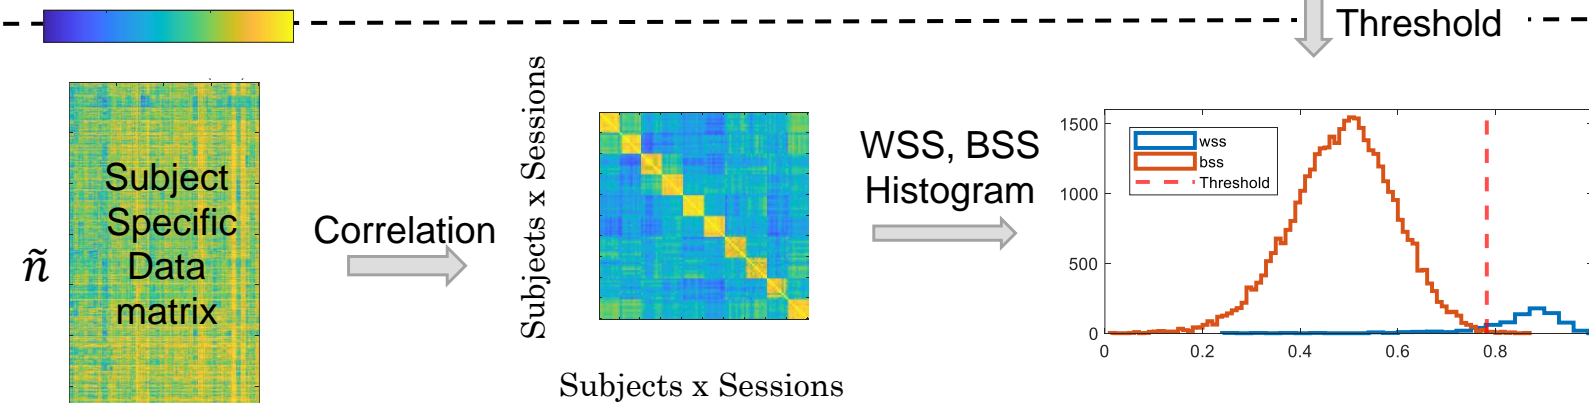 Threshold
Subject
Specific
Data
matrix
ñ
Correlation
Subjects x Sessions
Subjects x Sessions
WSS, BSS
Histogram
1500
1000
500
0
wss
bss
Threshold
0
0.2
0.4
0.6
0.8